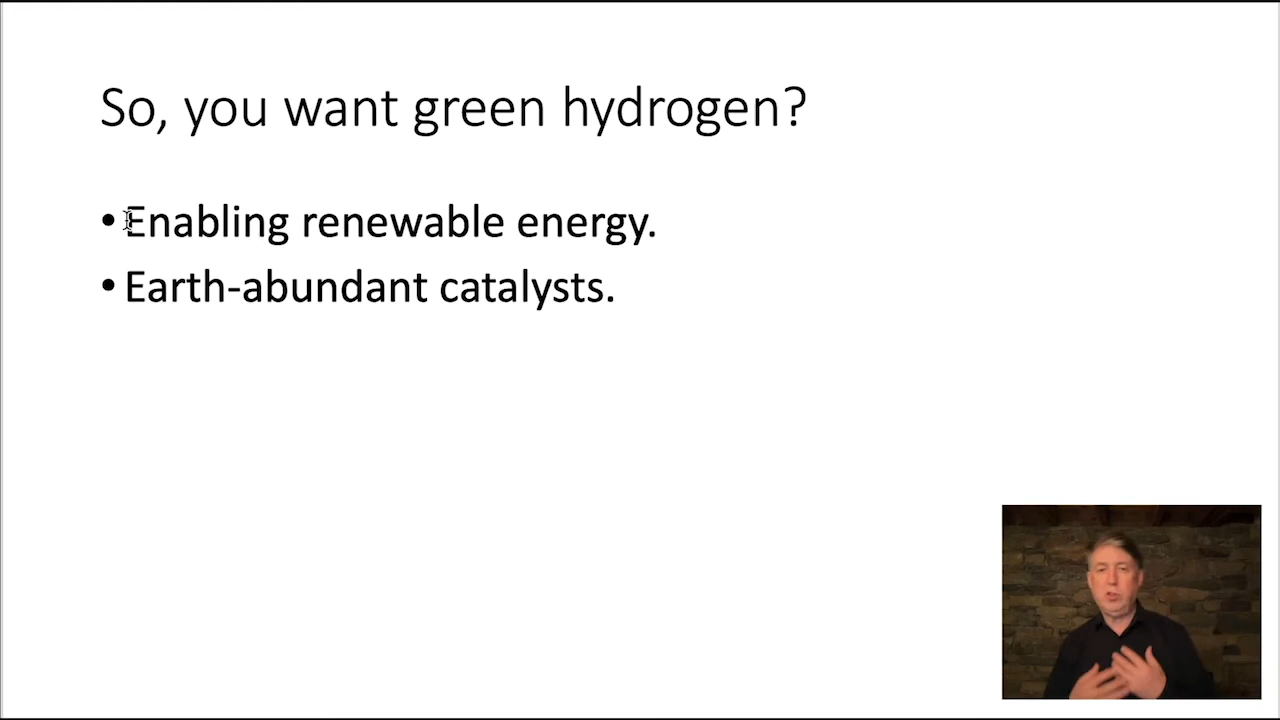 So, you want green hydrogen?
• Enabling renewable energy.
• Earth-abundant catalysts.